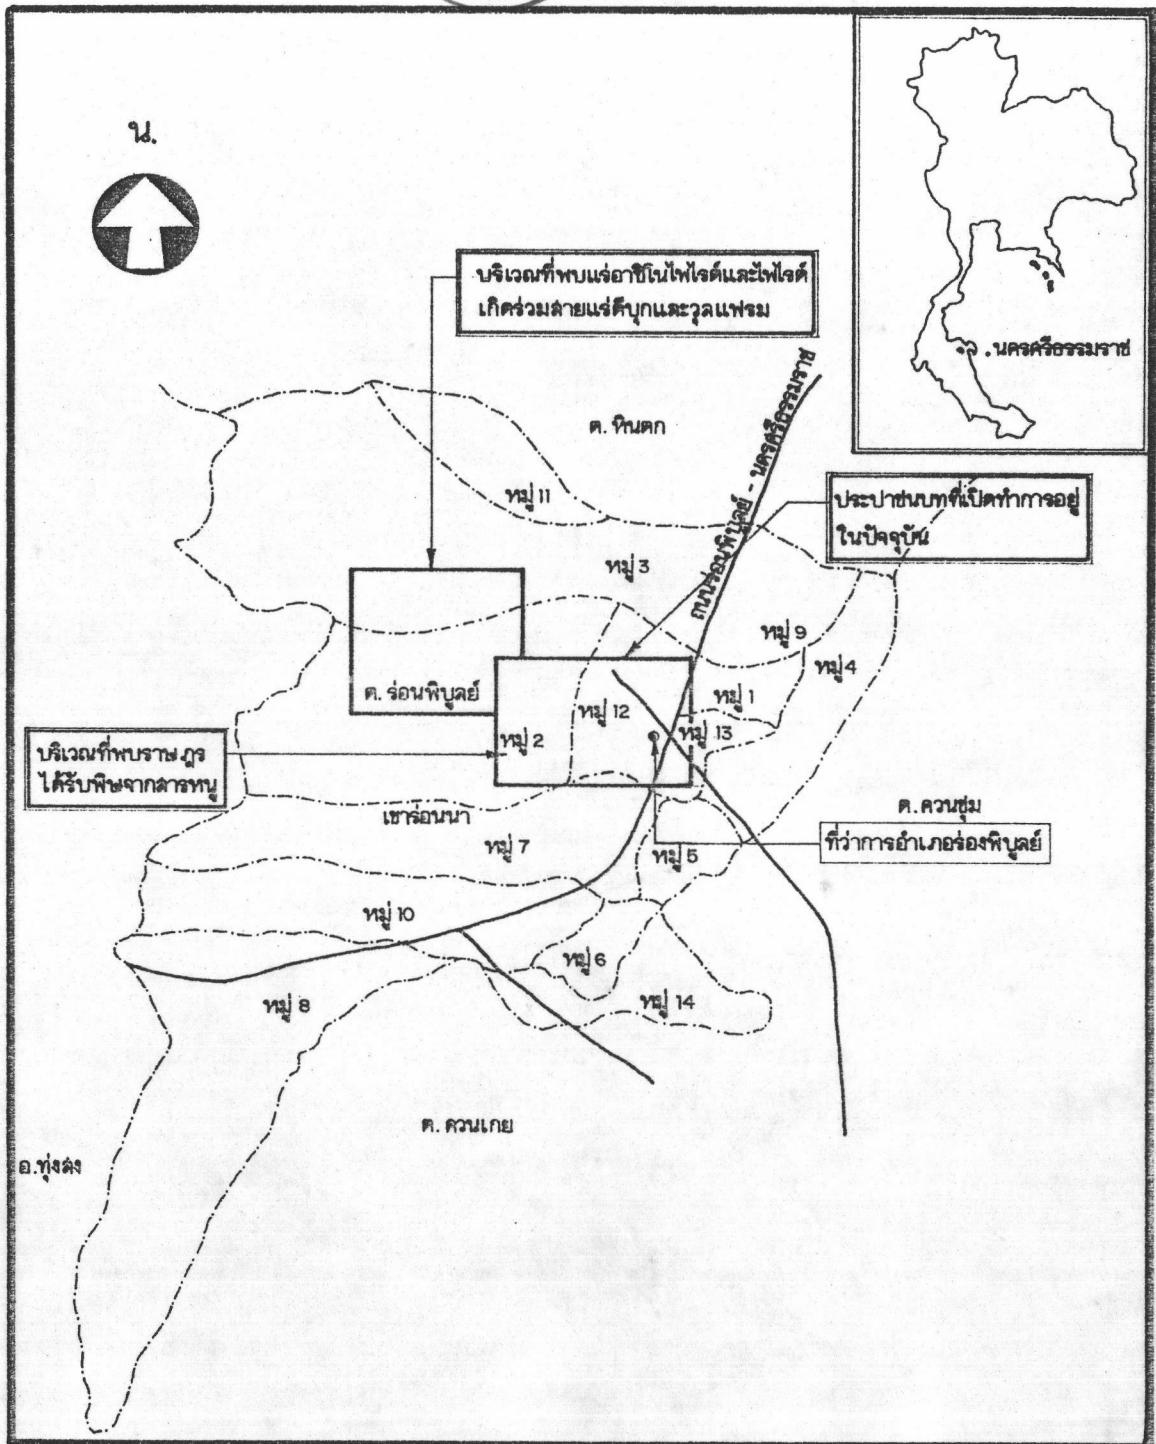 น.
จ.นครศรีธรรมราช
บริเวณที่พบแร่อาซิโนไพไรต์และไพไรต์
เกิดร่วมสายแร่ดีบุกและวุลแฟรม
ต. หินตก
ถนนร่อนพิบูลย์ - นครศรีธรรมราช
หมู่ 11
ประปาชนบทที่เปิดทำการอยู่
ในปัจจุบัน
หมู่ 3
หมู่ 9
หมู่ 4
ต. ร่อนพิบูลย์
หมู่ 12
หมู่ 1
หมู่ 2
หมู่ 13
บริเวณที่พบราษฎร
ได้รับพิษจากสารหนู
เขาร่อนนา
ต.ควนชุม
หมู่ 7
หมู่ 5
ที่ว่าการอำเภอร่องพิบูลย์
หมู่ 10
หมู่ 6
หมู่ 8
หมู่ 14
ต. ควนเกย
อ.ทุ่งสง